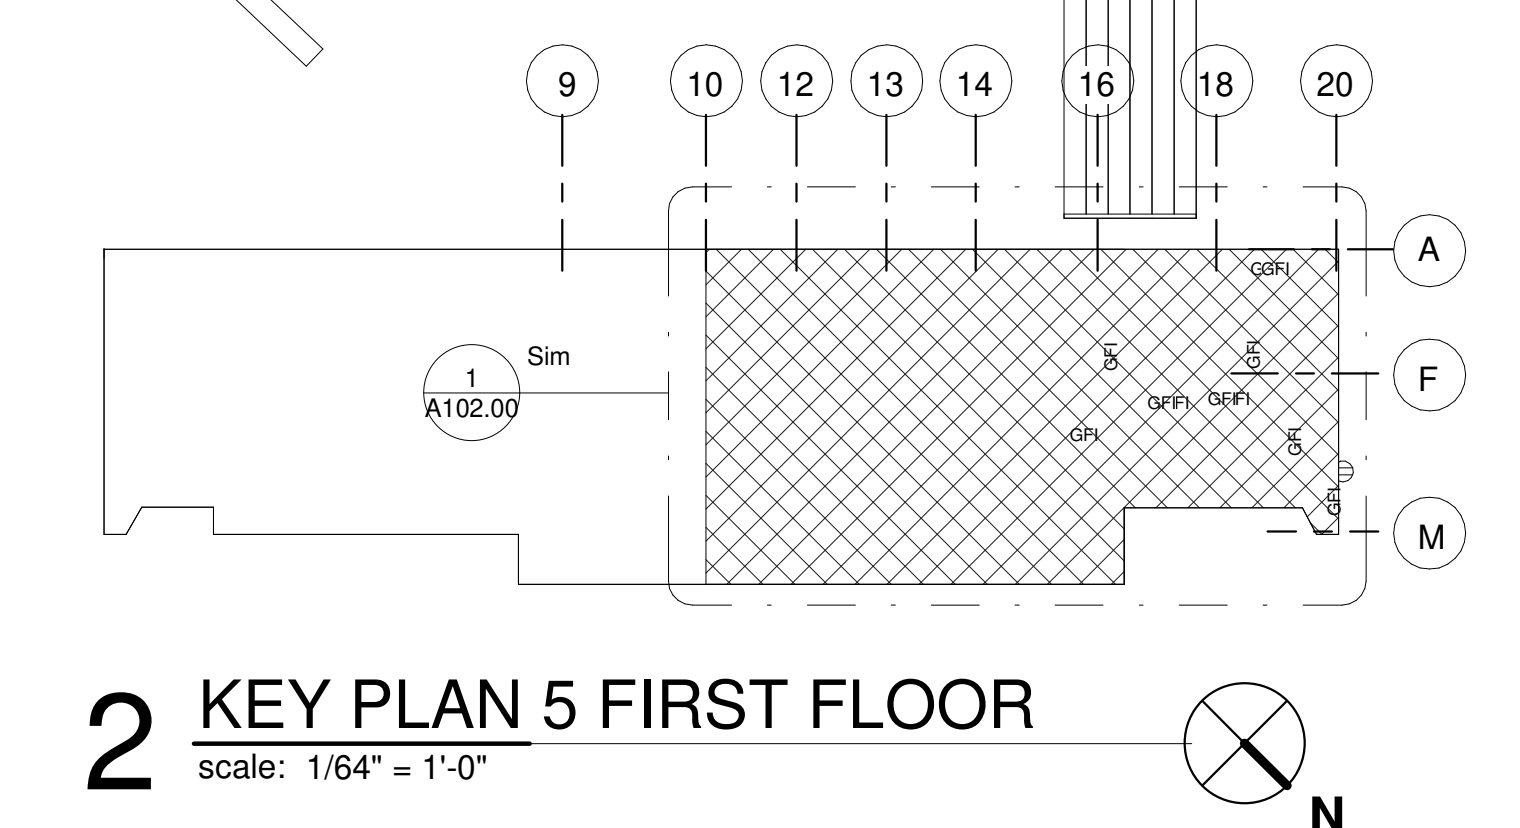 9 10 12 13 14 16 18 20
A
GGFI
Sim
GFI GFI
1
F
A102.00
GFIFI GFIFI
GFI GFI
GFI
M
2 KEY PLAN 5 FIRST FLOOR
scale: 1/64" = 1'-0"
N